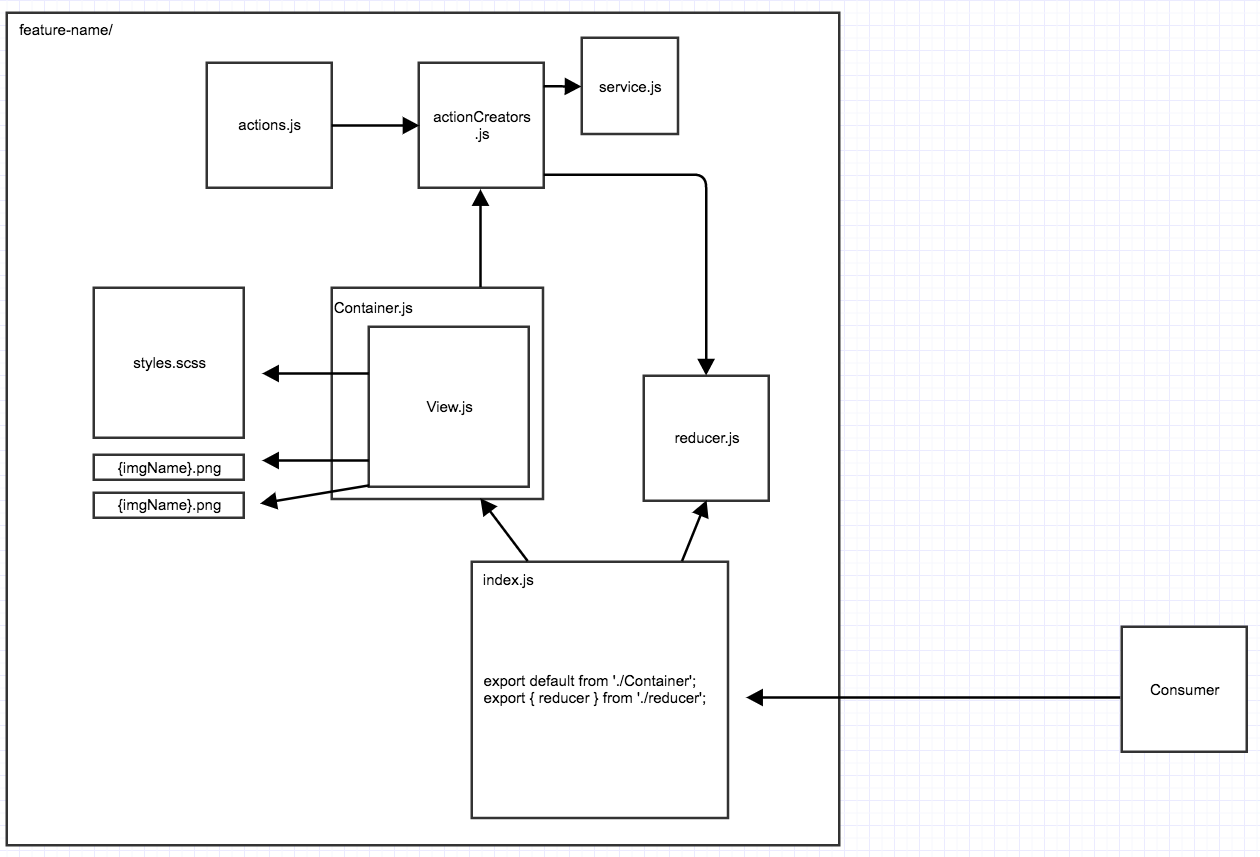 feature-name/
service.js
actions.js
actionCreators
.js
Container.js
styles.scss
View.js
reducer.js
{imgName}.png
{imgName}.png
index.js
export default from './Container';
export { reducer } from './reducer';
Consumer